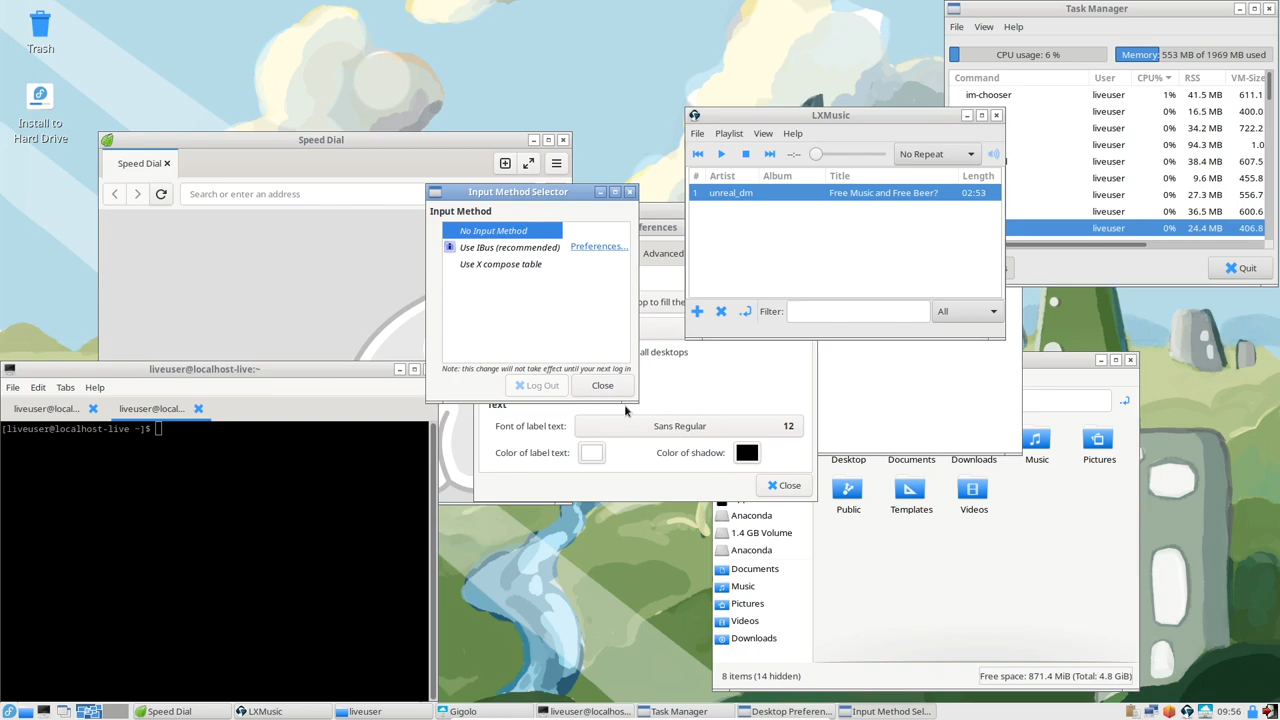 Trash
Install to
Hard Drive
Speed Dial
Speed Dial
Search or enter an address
Input Method Selector
Input Method
No Input Method
Use IBus (recommended)
Preferences...
Use X compose table
Note: this change will not take effect until your next log in
Log Out
Close
Advanced
all desktops
Text
Font of label text:
Sans Regular
12
Color of label text:
Color of shadow:
Close
LXMusic
File Playlist View Help
--:--
No Repeat
# Artist Album Title Length
1 unreal_dm Free Music and Free Beer? 02:53
Filter:
All
Task Manager
File View Help
CPU usage: 6 %
Memory: 553 MB of 1969 MB used
Command User CPU% RSS VM-Size
im-chooser liveuser 1% 41.5 MB 611.1
liveuser 0% 16.5 MB 400.0
liveuser 0% 34.2 MB 722.2
liveuser 0% 94.3 MB 1.0
liveuser 0% 38.4 MB 607.5
liveuser 0% 9.6 MB 455.8
liveuser 0% 27.3 MB 556.7
liveuser 0% 36.5 MB 600.6
liveuser 0% 24.4 MB 406.8
Quit
liveuser@localhost-live:~
File Edit Tabs Help
liveuser@local...
liveuser@local...
[liveuser@localhost-live ~]$
Desktop
Documents
Downloads
Music
Pictures
Public
Templates
Videos
Anaconda
1.4 GB Volume
Anaconda
Documents
Music
Pictures
Videos
Downloads
8 items (14 hidden)
Free space: 871.4 MiB (Total: 4.8 GiB)
Speed Dial
LXMusic
liveuser
Gigolo
liveuser@localhos...
Task Manager
Desktop Preferen...
Input Method Sel...
09:56